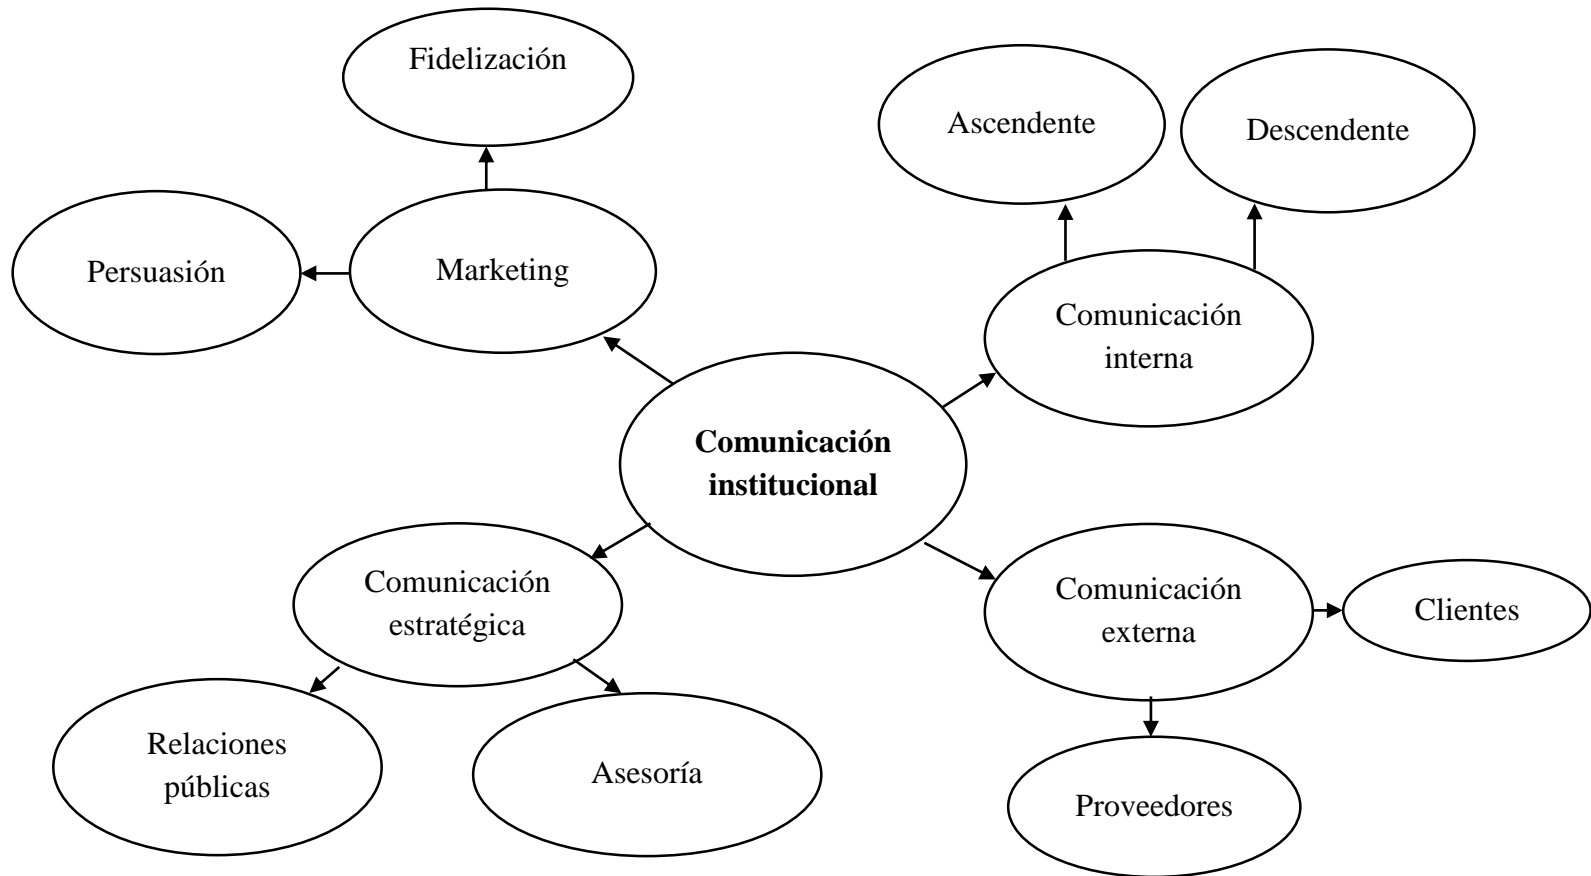 Fidelización
Ascendente
Descendente
Persuasión
Marketing
Comunicación
interna
Comunicación
institucional
Comunicación
estratégica
Comunicación
externa
Clientes
Relaciones
públicas
Asesoría
Proveedores